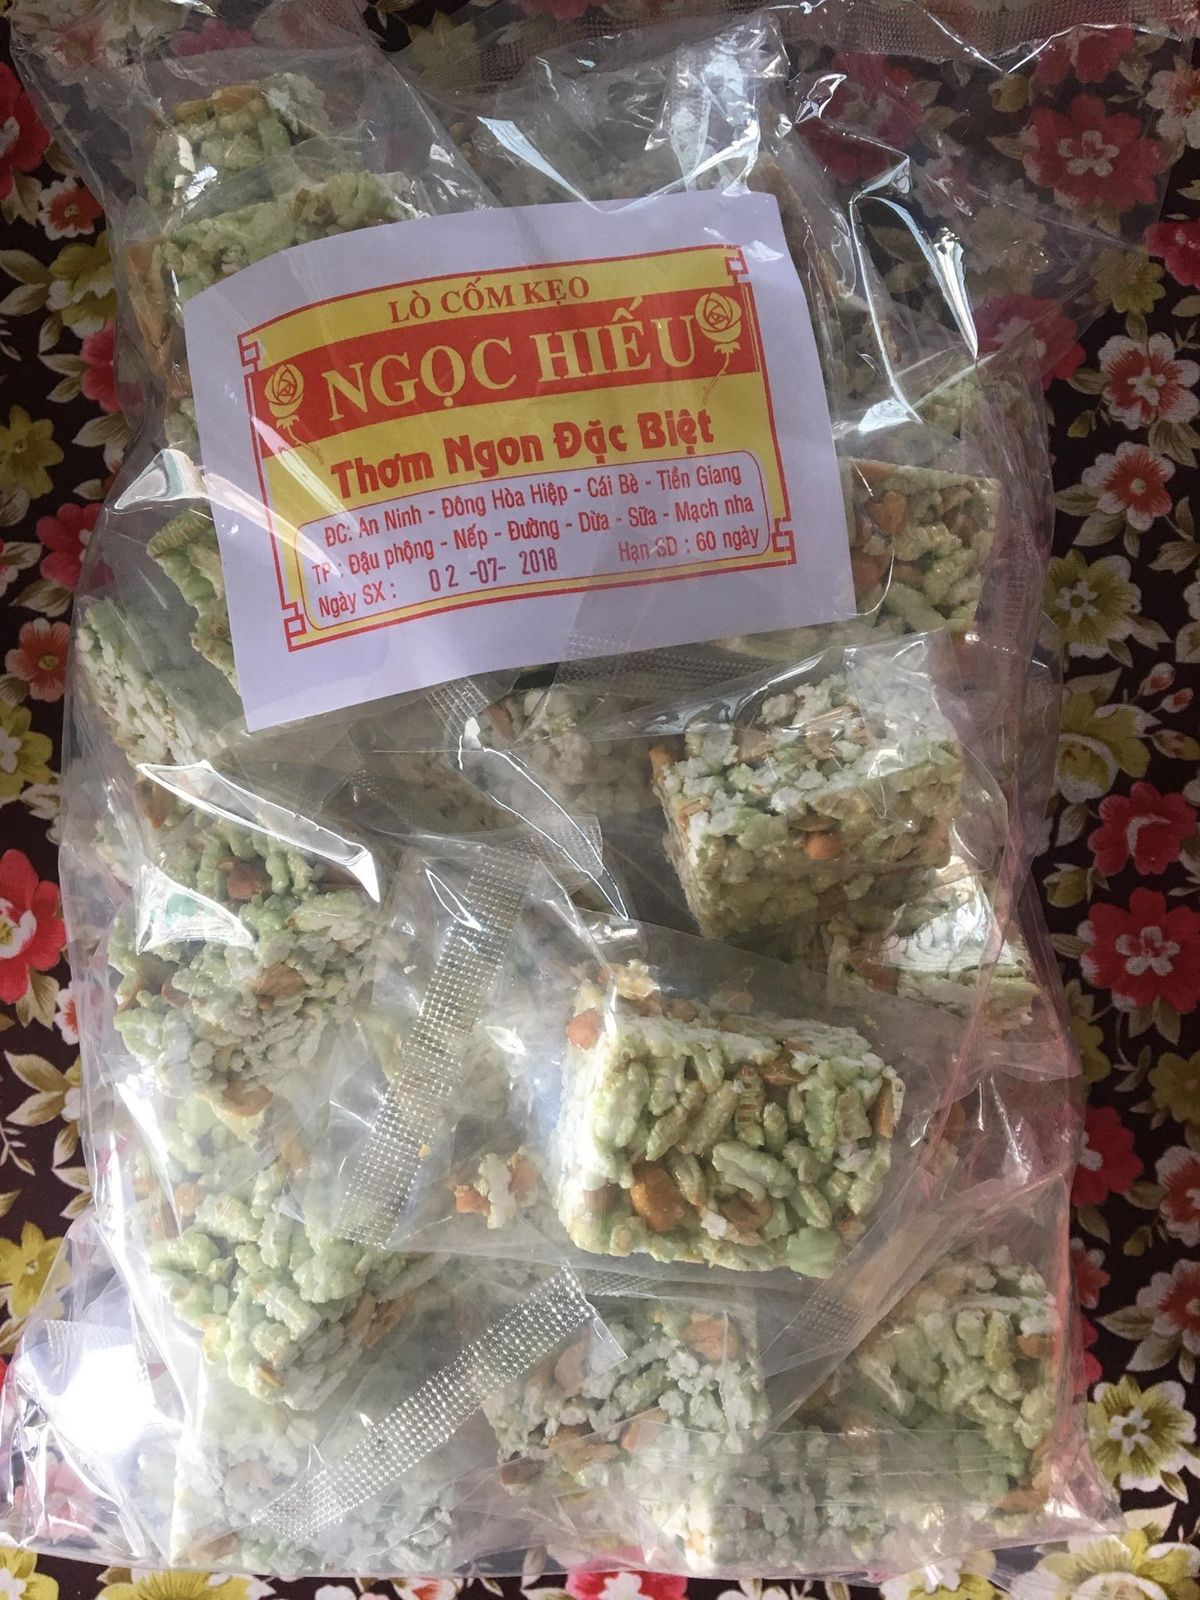 LÒ CỐM KẸO
NGỌC HIẾU
Thơm Ngon Đặc Biệt
ĐC: An Ninh - Đông Hòa Hiệp - Cái Bè - Tiền Giang
TP : Đậu phộng - Nếp - Đường - Dừa - Sữa - Mạch nha
Ngày SX : 02 -07- 2018 Hạn SD : 60 ngày